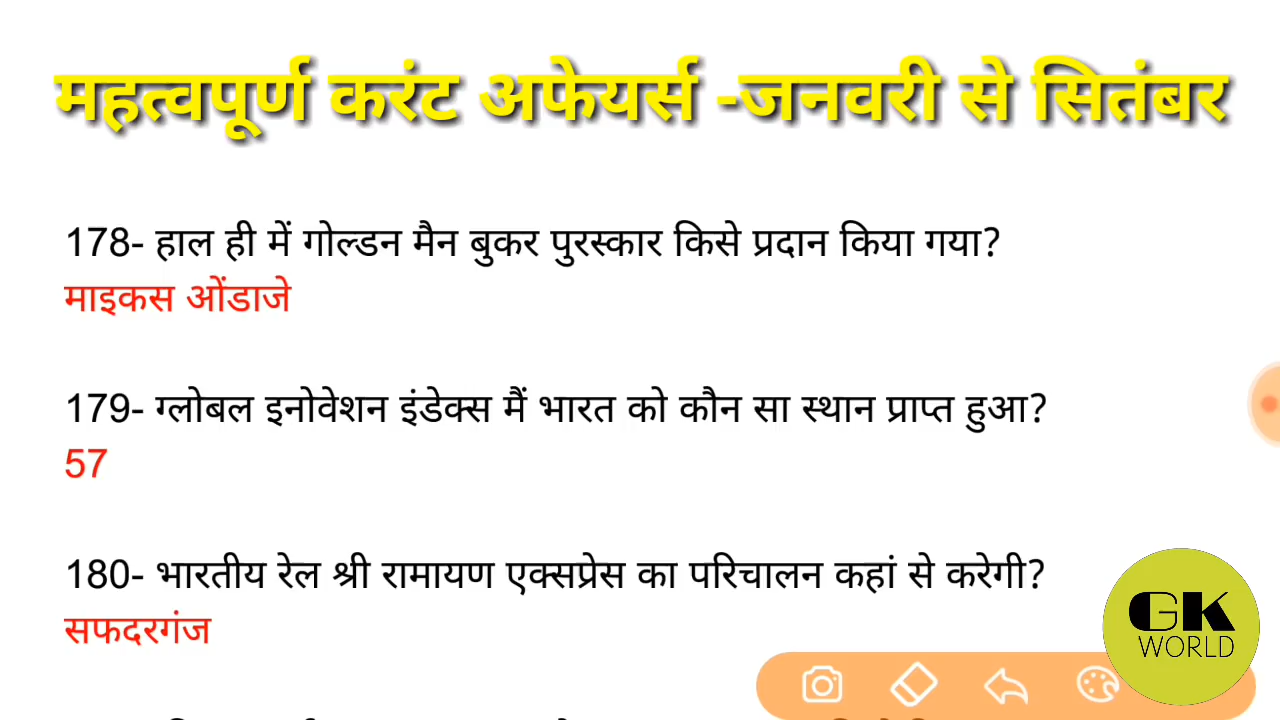 महत्वपूर्ण करंट अफेयर्स -जनवरी से सितंबर
178- हाल ही में गोल्डन मैन बुकर पुरस्कार किसे प्रदान किया गया?
माइकस ओंडाजे
179- ग्लोबल इनोवेशन इंडेक्स मैं भारत को कौन सा स्थान प्राप्त हुआ?
57
180- भारतीय रेल श्री रामायण एक्सप्रेस का परिचालन कहां से करेगी?
सफदरगंज
GK
WORLD